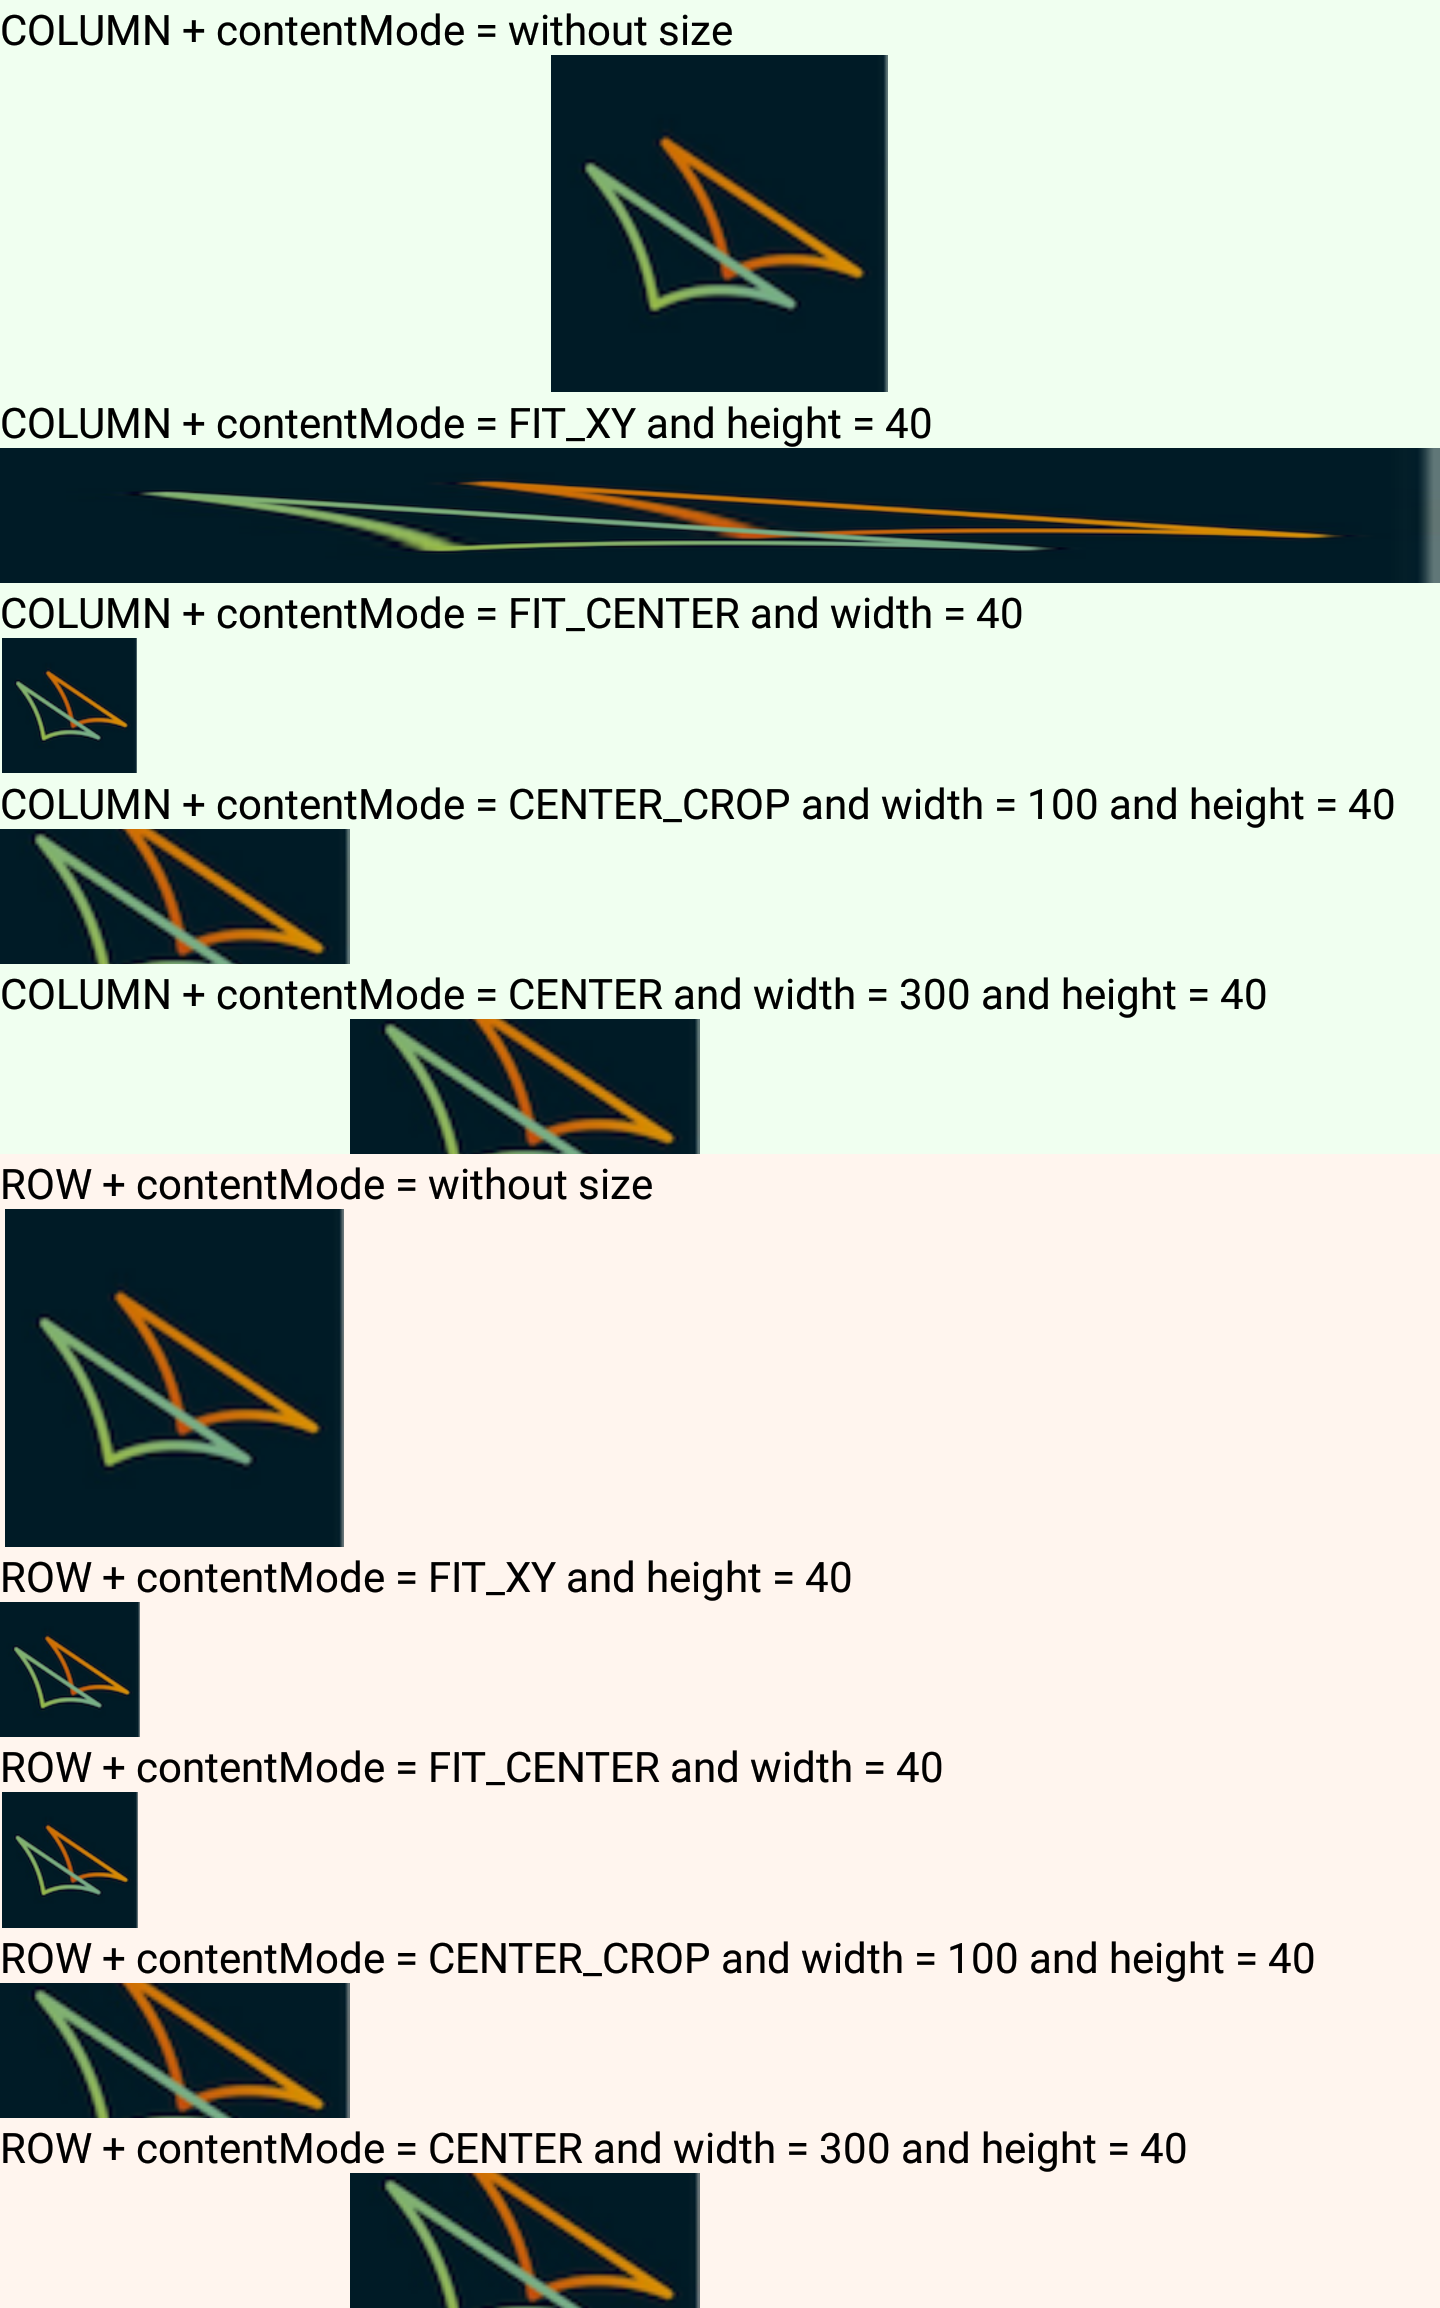 COLUMN + contentMode = without size
COLUMN + contentMode = FIT_XY and height = 40
COLUMN + contentMode = FIT_CENTER and width = 40
COLUMN + contentMode = CENTER_CROP and width = 100 and height = 40
COLUMN + contentMode = CENTER and width = 300 and height = 40
ROW + contentMode = without size
ROW + contentMode = FIT_XY and height = 40
ROW + contentMode = FIT_CENTER and width = 40
ROW + contentMode = CENTER_CROP and width = 100 and height = 40
ROW + contentMode = CENTER and width = 300 and height = 40